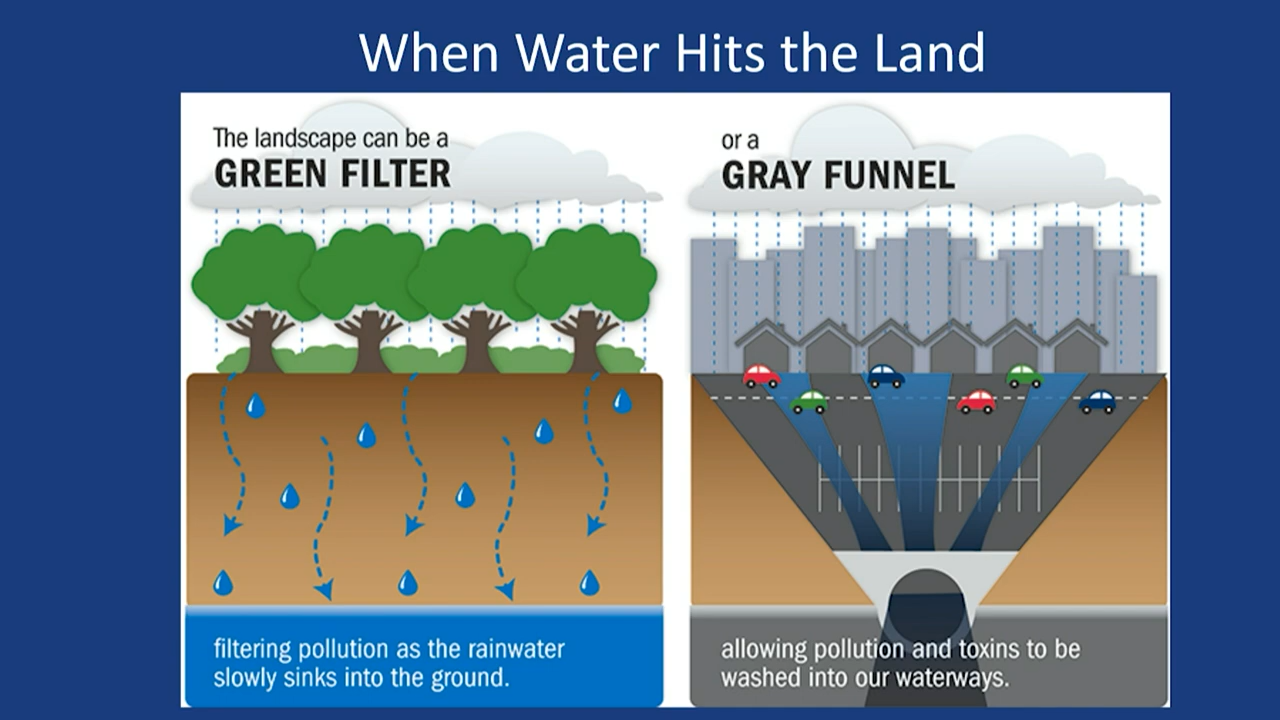 When Water Hits the Land
The landscape can be a
GREEN FILTER
filtering pollution as the rainwater
slowly sinks into the ground.
or a
GRAY FUNNEL
allowing pollution and toxins to be
washed into our waterways.